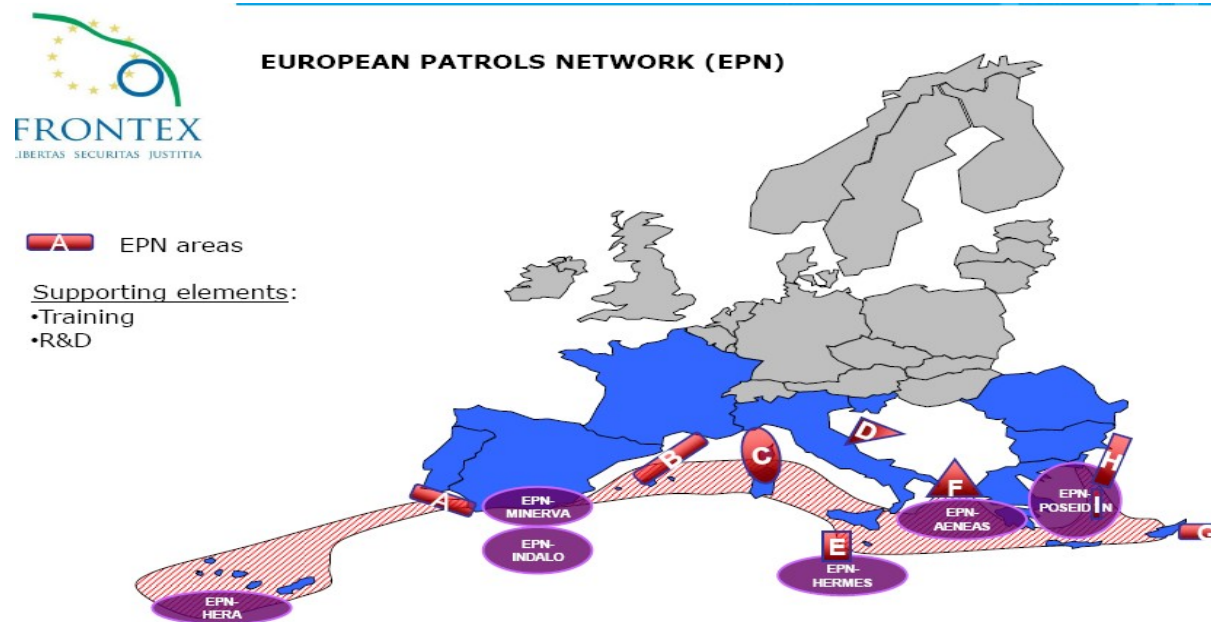 EUROPEAN PATROLS NETWORK (EPN)
FRONTEX
LIBERTAS SECURITAS JUSTITIA
A EPN areas
Supporting elements:
•Training
•R&D
A
B
C
D
E
F
G
H
I
EPN-
MINERVA
EPN-
INDALO
EPN-
HERA
EPN-
HERMES
EPN-
AENEAS
EPN-
POSEID N